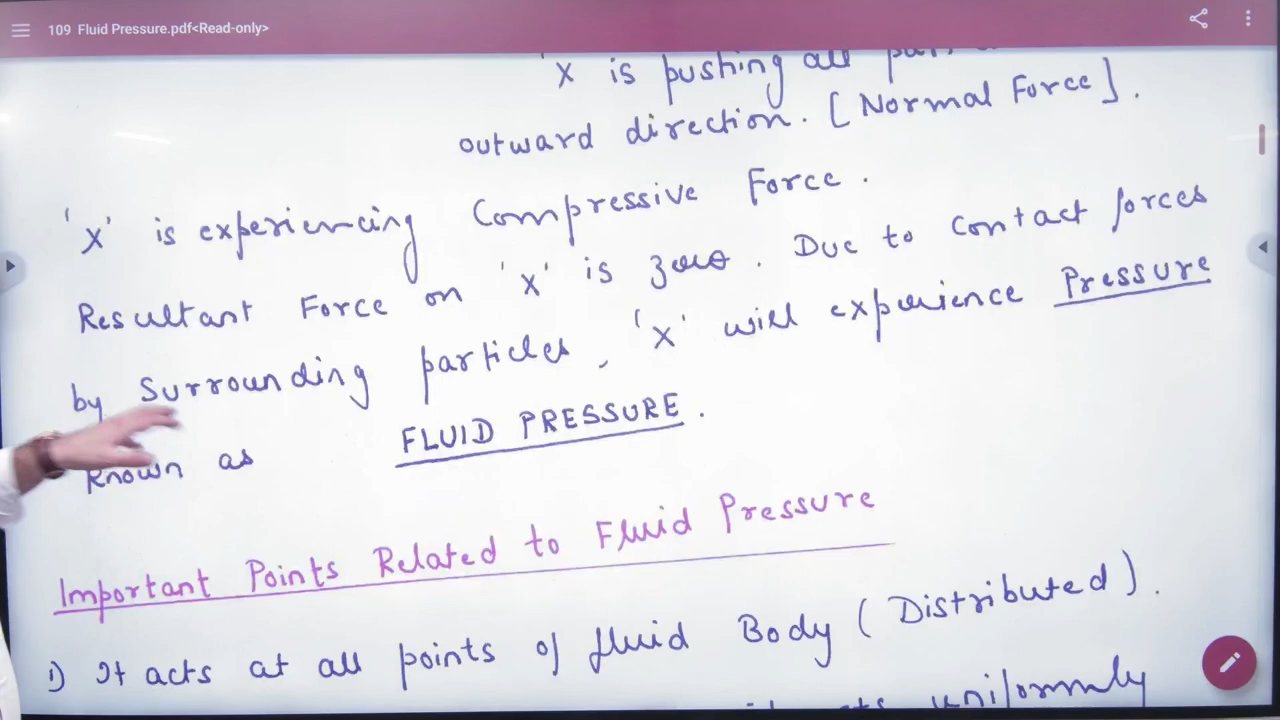 109 Fluid Pressure.pdf<Read-only>
'X is pushing all
outward direction. [Normal Force].
'X' is experiencing Compressive Force.
Resultant Force on 'X' is zero. Due to contact forces
by Surrounding particles, 'X' will experience Pressure
known as FLUID PRESSURE.
Important Points Related to Fluid Pressure
i) It acts at all points of fluid Body (Distributed).
uniformly